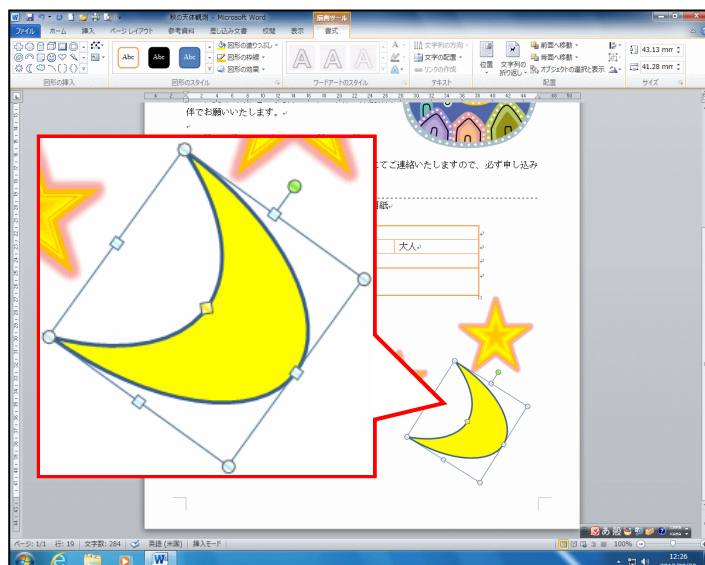 秋の天体観測 - Microsoft Word
描画ツール
ファイル ホーム 挿入 ページ レイアウト 参考資料 差し込み文書 校閲 表示 書式
Abc Abc Abc
図形の塗りつぶし
図形の枠線
図形の効果
A A A
文字列の方向
文字の配置
リンクの作成
位置
文字列の折り返し
前面へ移動
背面へ移動
オブジェクトの選択と表示
43.13 mm
41.28 mm
図形の挿入 図形のスタイル ワードアートのスタイル テキスト 配置 サイズ
伴でお願いいたします。
てご連絡いたしますので、必ず申し込み
紙
大人
ページ: 1/1 行: 19 文字数: 284 英語 (米国) 挿入モード
あ 般
CAPS
KANA
100%
12:26